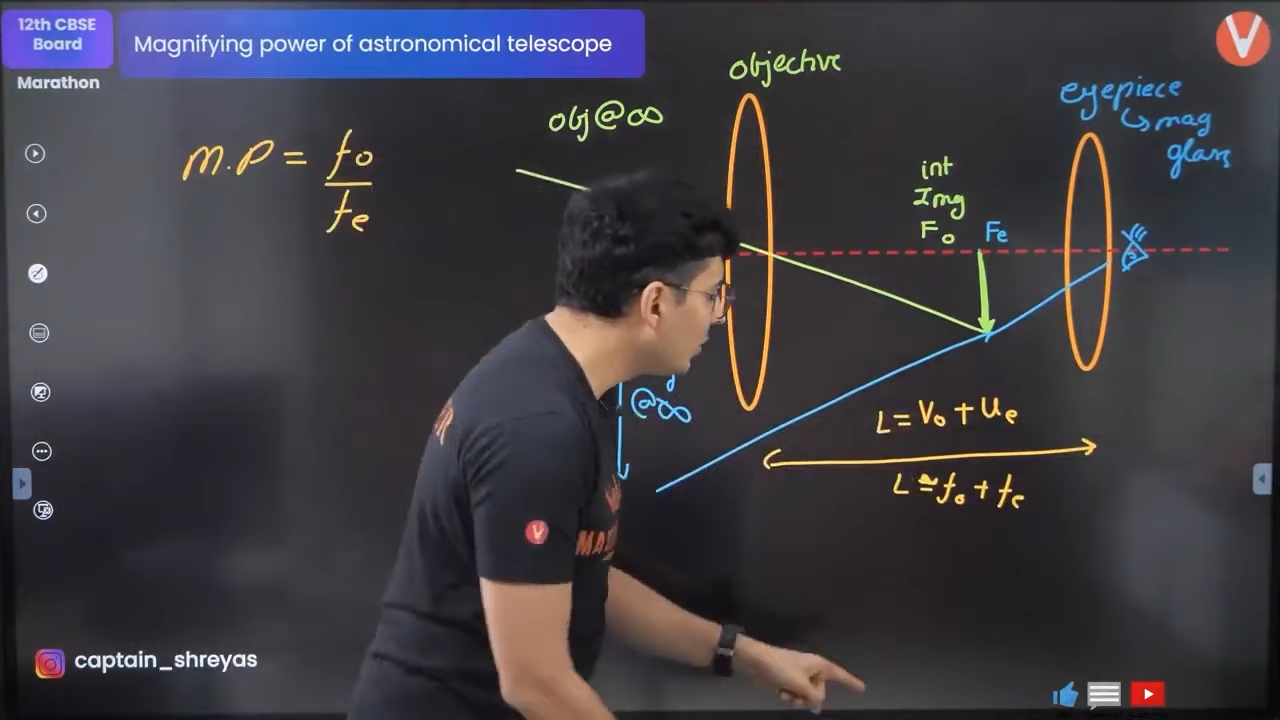 12th CBSE
Board
Marathon
Magnifying power of astronomical telescope
M.P = fo
fe
obj@∞
objective
eyepiece
↳ mag
glass
int
Img
Fo
Fe
@∞
L = Vo + Ue
L ≅ fo + fe
captain_shreyas